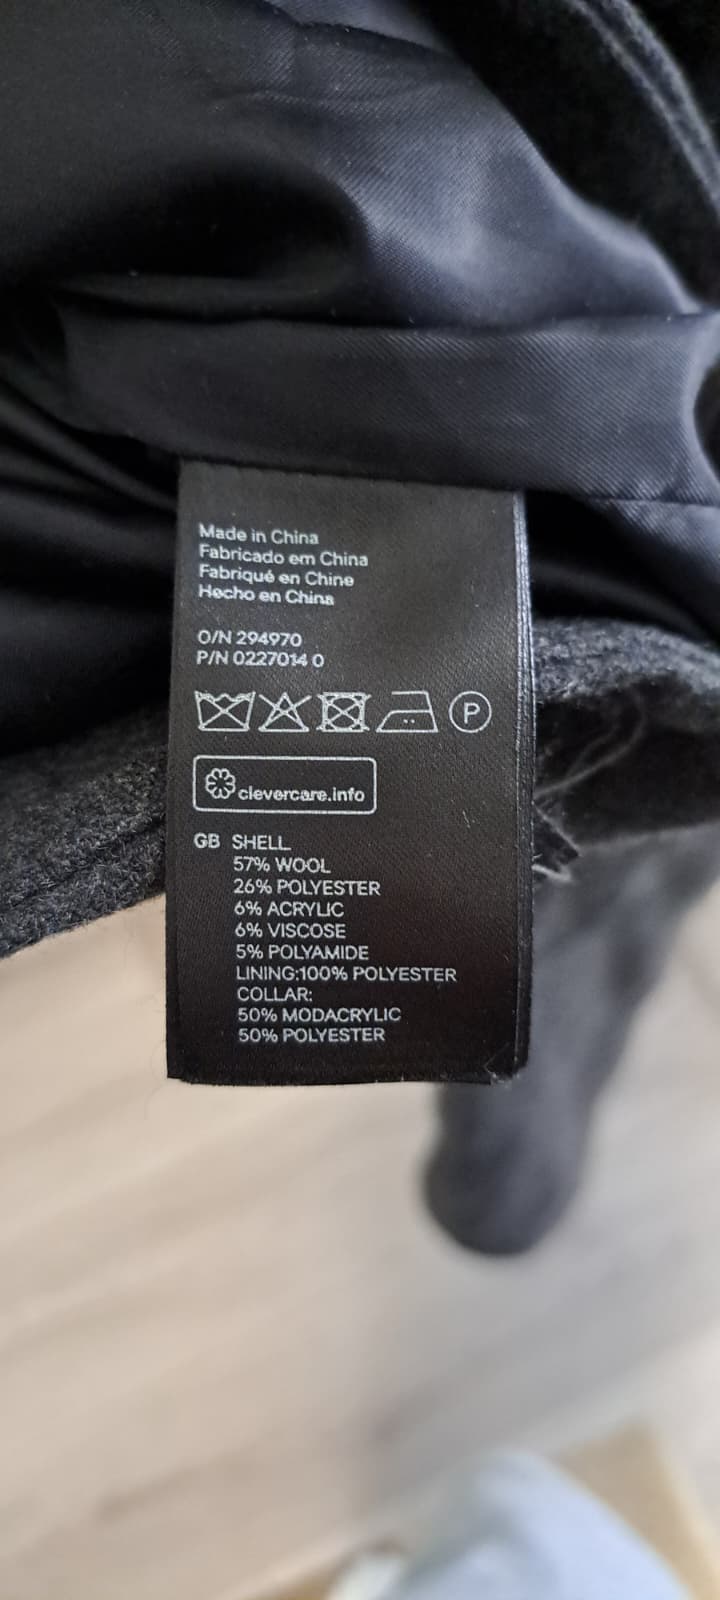 Made in China
Fabricado em China
Fabriqué en Chine
Hecho en China
O/N 294970
P/N 0227014 0
P
clevercare.info
GB SHELL
57% WOOL
26% POLYESTER
6% ACRYLIC
6% VISCOSE
5% POLYAMIDE
LINING:100% POLYESTER
COLLAR:
50% MODACRYLIC
50% POLYESTER